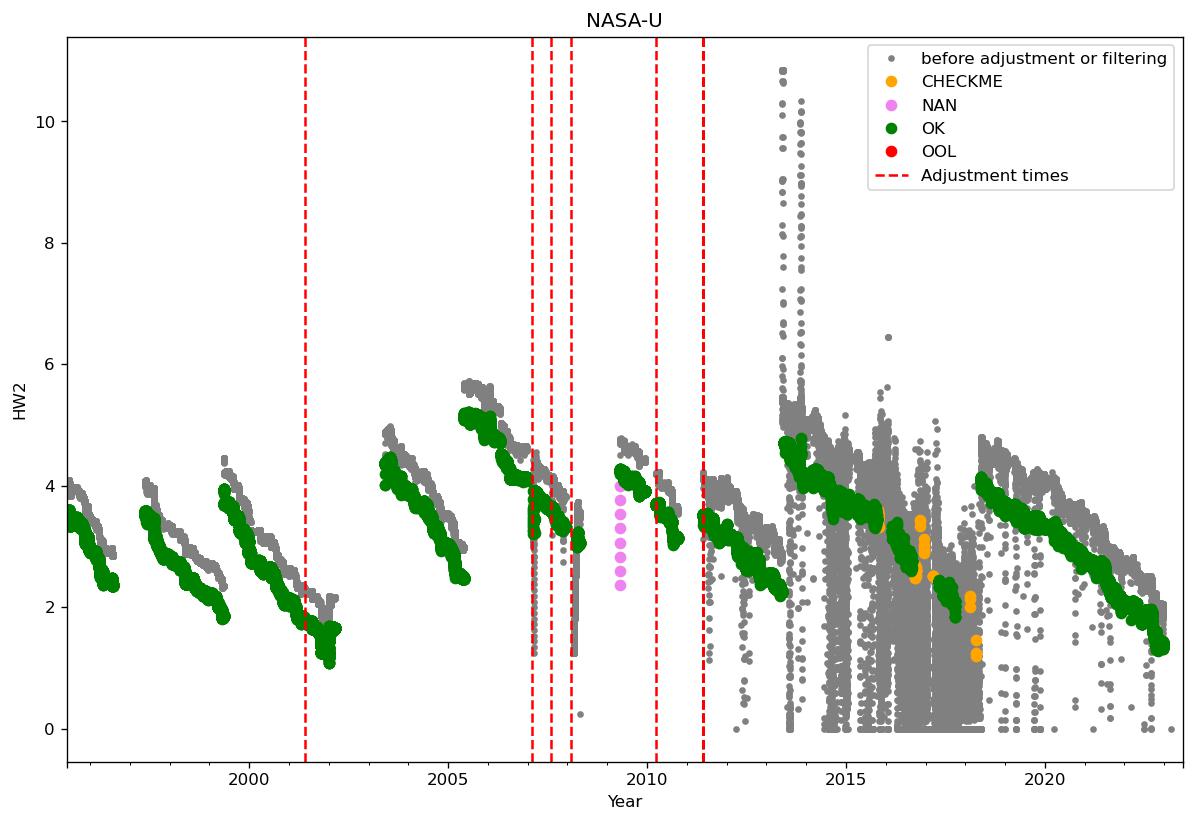 NASA-U
before adjustment or filtering
CHECKME
NAN
OK
OOL
Adjustment times
HW2
10
8
6
4
2
0
2000 2005 2010 2015 2020
Year